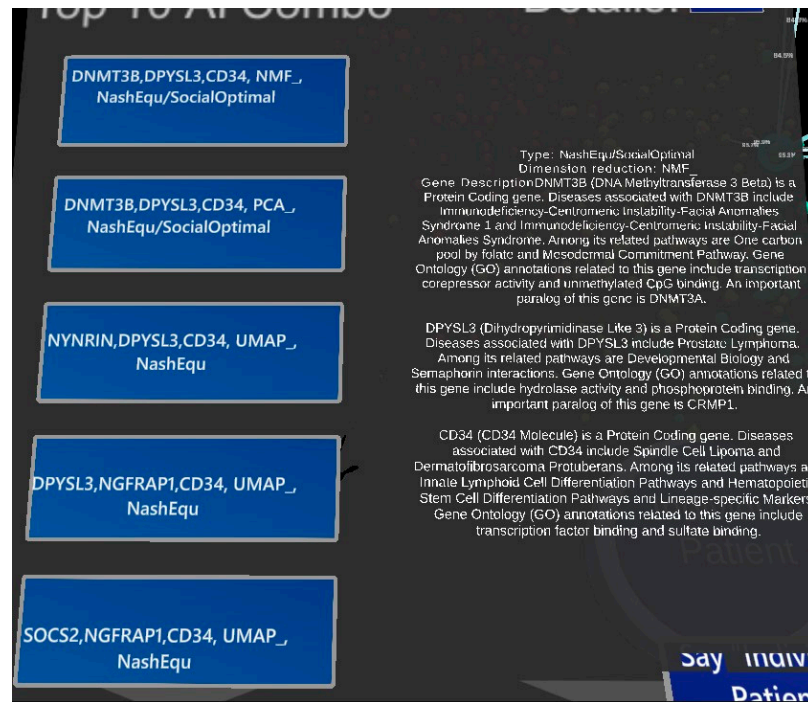 Top 10 AI Combo
Details:
DNMT3B,DPYSL3,CD34, NMF_,
NashEqu/SocialOptimal
DNMT3B,DPYSL3,CD34, PCA_,
NashEqu/SocialOptimal
NYNRIN,DPYSL3,CD34, UMAP_,
NashEqu
DPYSL3,NGFRAP1,CD34, UMAP_,
NashEqu
SOCS2,NGFRAP1,CD34, UMAP_,
NashEqu
84.5%
Type: NashEqu/SocialOptimal
Dimension reduction: NMF_
Gene DescriptionDNMT3B (DNA Methyltransferase 3 Beta) is a
Protein Coding gene. Diseases associated with DNMT3B include
Immunodeficiency-Centromeric Instability-Facial Anomalies
Syndrome 1 and Immunodeficiency-Centromeric Instability-Facial
Anomalies Syndrome. Among its related pathways are One carbon
pool by folate and Mesodermal Commitment Pathway. Gene
Ontology (GO) annotations related to this gene include transcription
corepressor activity and unmethylated CpG binding. An important
paralog of this gene is DNMT3A.
DPYSL3 (Dihydropyrimidinase Like 3) is a Protein Coding gene.
Diseases associated with DPYSL3 include Prostate Lymphoma.
Among its related pathways are Developmental Biology and
Semaphorin interactions. Gene Ontology (GO) annotations related
this gene include hydrolase activity and phosphoprotein binding. A
important paralog of this gene is CRMP1.
CD34 (CD34 Molecule) is a Protein Coding gene. Diseases
associated with CD34 include Spindle Cell Lipoma and
Dermatofibrosarcoma Protuberans. Among its related pathways a
Innate Lymphoid Cell Differentiation Pathways and Hematopoieti
Stem Cell Differentiation Pathways and Lineage-specific Markers
Gene Ontology (GO) annotations related to this gene include
transcription factor binding and sulfate binding.
Patient
Say "Indiv
Patien